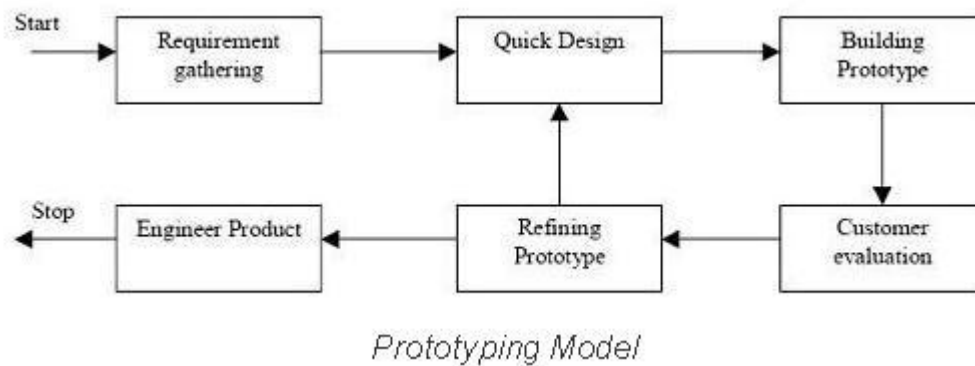 Start
Requirement
gathering
Quick Design
Building
Prototype
Stop
Engineer Product
Refining
Prototype
Customer
evaluation
Prototyping Model